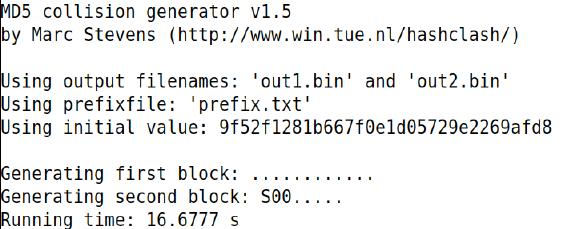 MD5 collision generator v1.5
by Marc Stevens (http://www.win.tue.nl/hashclash/)
Using output filenames: 'out1.bin' and 'out2.bin'
Using prefixfile: 'prefix.txt'
Using initial value: 9f52f1281b667f0e1d05729e2269afd8
Generating first block: ............
Generating second block: S00.....
Running time: 16.6777 s